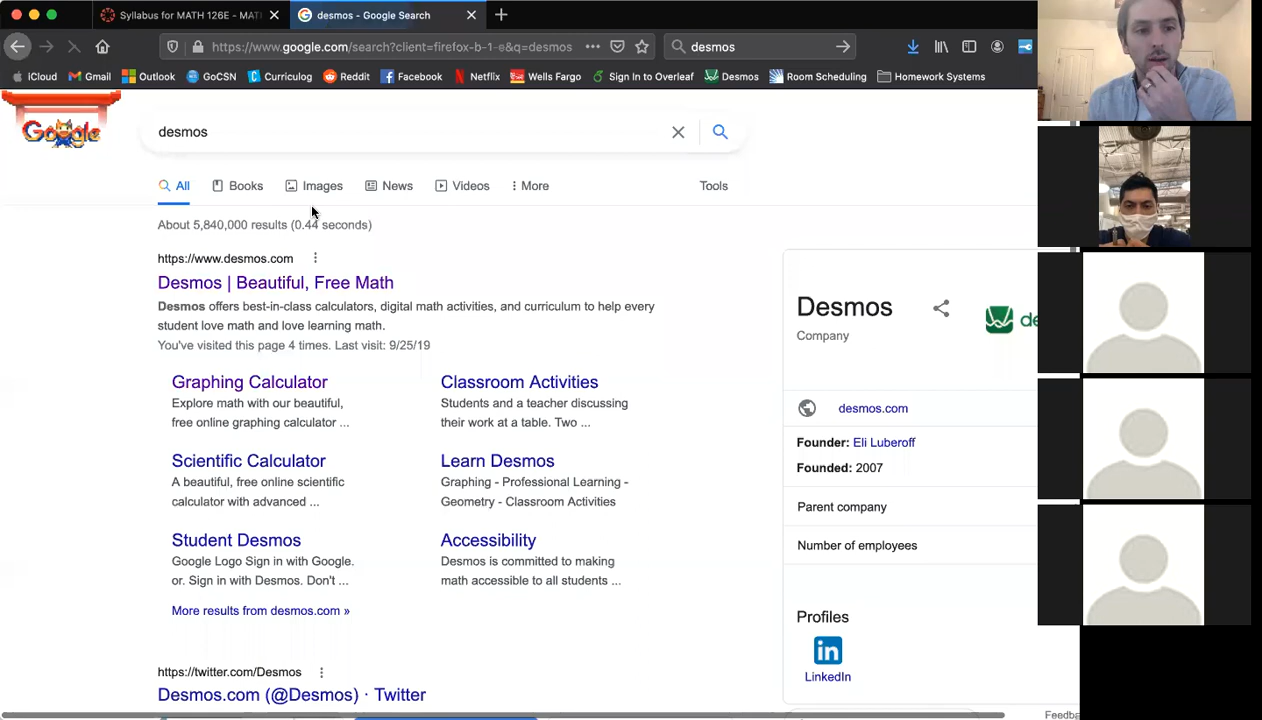 Syllabus for MATH 126E - MAT
desmos - Google Search
https://www.google.com/search?client=firefox-b-1-e&q=desmos
desmos
iCloud
Gmail
Outlook
GoCSN
Curriculog
Reddit
Facebook
Netflix
Wells Fargo
Sign In to Overleaf
Desmos
Room Scheduling
Homework Systems
Google
desmos
All
Books
Images
News
Videos
More
Tools
About 5,840,000 results (0.44 seconds)
https://www.desmos.com
Desmos | Beautiful, Free Math
Desmos offers best-in-class calculators, digital math activities, and curriculum to help every
student love math and love learning math.
You've visited this page 4 times. Last visit: 9/25/19
Graphing Calculator
Explore math with our beautiful,
free online graphing calculator ...
Classroom Activities
Students and a teacher discussing
their work at a table. Two ...
Scientific Calculator
A beautiful, free online scientific
calculator with advanced ...
Learn Desmos
Graphing - Professional Learning -
Geometry - Classroom Activities
Student Desmos
Google Logo Sign in with Google.
or. Sign in with Desmos. Don't ...
Accessibility
Desmos is committed to making
math accessible to all students ...
More results from desmos.com »
https://twitter.com/Desmos
Desmos.com (@Desmos) · Twitter
Desmos
Company
de
desmos.com
Founder: Eli Luberoff
Founded: 2007
Parent company
Number of employees
Profiles
in
LinkedIn
Feedba